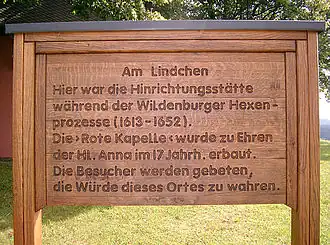 Am Lindchen
Hier war die Hinrichtungsstätte
während der Wildenburger Hexen-
prozesse (1613-1652).
Die ›Rote Kapelle‹ wurde zu Ehren
der Hl. Anna im 17 Jahrh. erbaut.
Die Besucher werden gebeten,
die Würde dieses Ortes zu wahren.